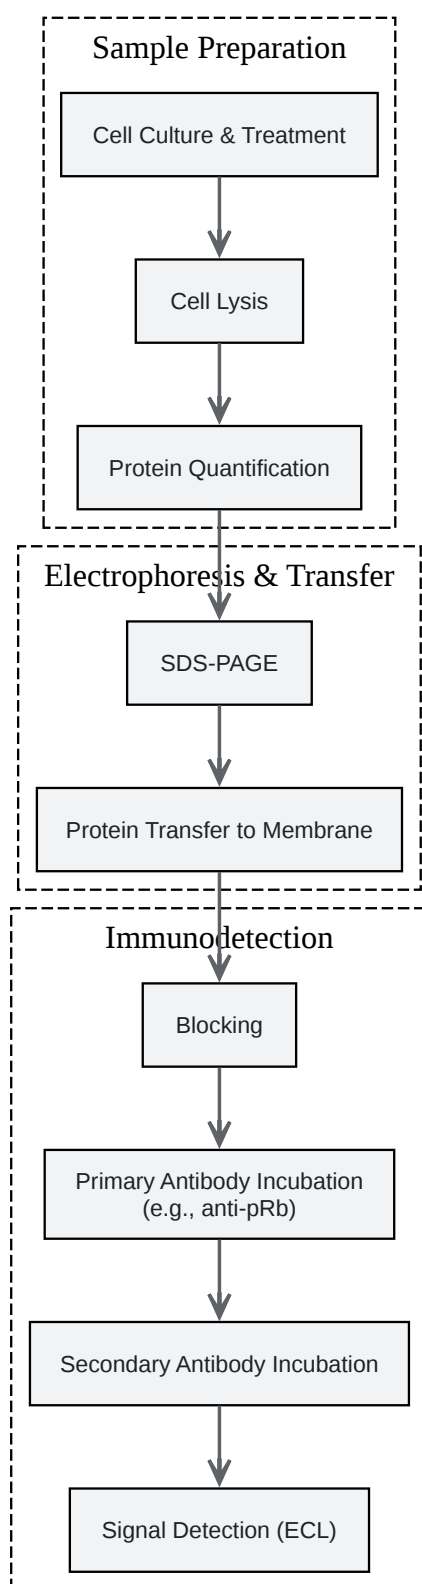 Sample Preparation
Cell Culture & Treatment
Cell Lysis
Protein Quantification
Electrophoresis & Transfer
SDS-PAGE
Protein Transfer to Membrane
Immunodetection
Blocking
Primary Antibody Incubation
(e.g., anti-pRb)
Secondary Antibody Incubation
Signal Detection (ECL)